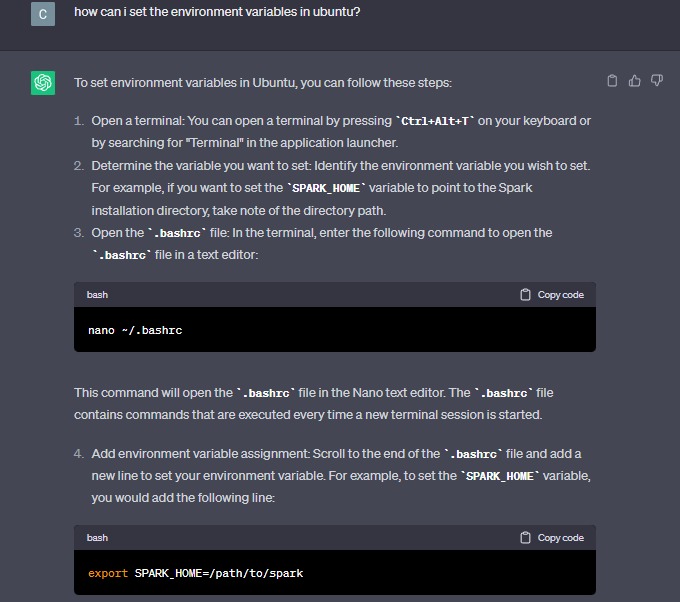 C
how can i set the environment variables in ubuntu?
To set environment variables in Ubuntu, you can follow these steps:
1. Open a terminal: You can open a terminal by pressing `Ctrl+Alt+T` on your keyboard or
by searching for "Terminal" in the application launcher.
2. Determine the variable you want to set: Identify the environment variable you wish to set.
For example, if you want to set the `SPARK_HOME` variable to point to the Spark
installation directory, take note of the directory path.
3. Open the `.bashrc` file: In the terminal, enter the following command to open the
`.bashrc` file in a text editor:
bash Copy code
nano ~/.bashrc
This command will open the `.bashrc` file in the Nano text editor. The `.bashrc` file
contains commands that are executed every time a new terminal session is started.
4. Add environment variable assignment: Scroll to the end of the `.bashrc` file and add a
new line to set your environment variable. For example, to set the `SPARK_HOME` variable,
you would add the following line:
bash Copy code
export SPARK_HOME=/path/to/spark